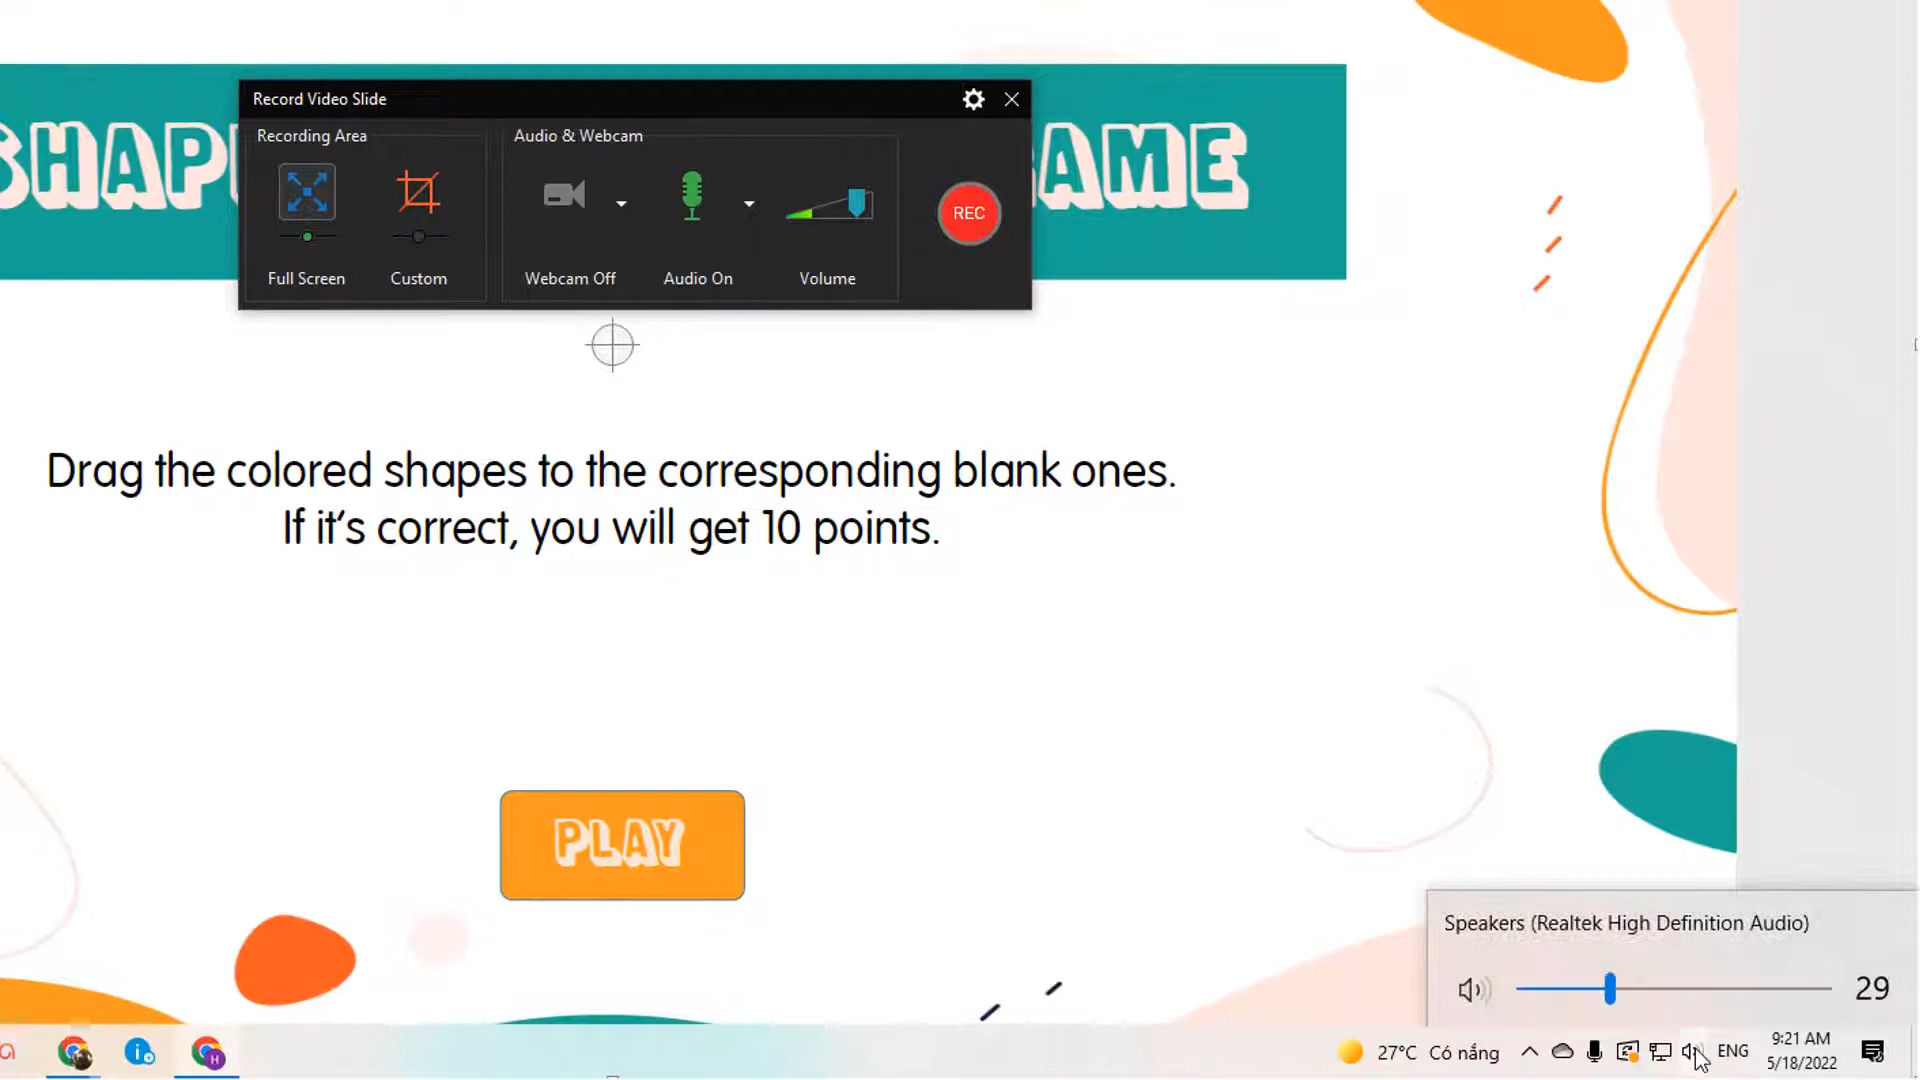 Record Video Slide
Recording Area
Audio & Webcam
REC
Full Screen
Custom
Webcam Off
Audio On
Volume
Drag the colored shapes to the corresponding blank ones.
If it's correct, you will get 10 points.
PLAY
Speakers (Realtek High Definition Audio)
29
H
27°C Có nắng
ENG
9:21 AM
5/18/2022